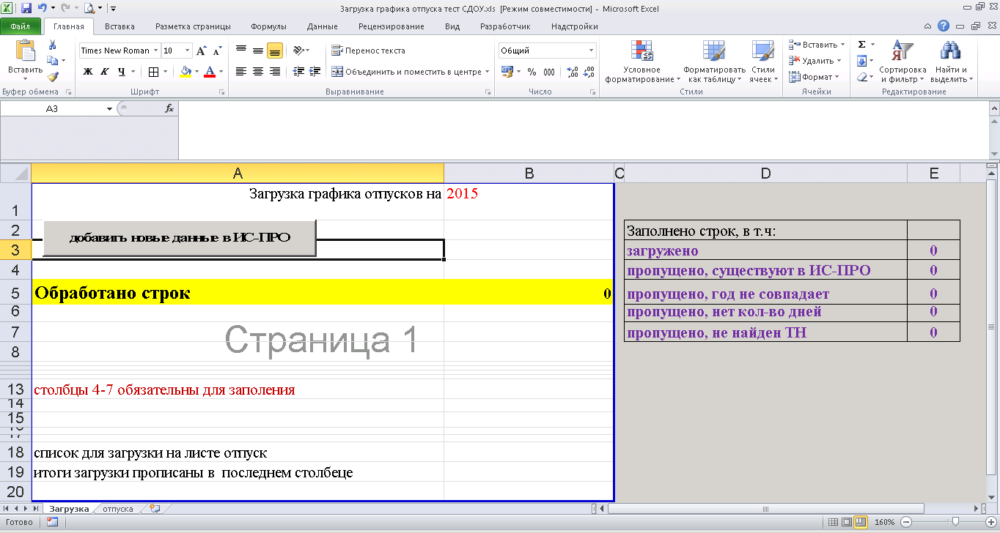 Загрузка графика отпуска тест СДОУ.xls [Режим совместимости] - Microsoft Excel
Файл Главная Вставка Разметка страницы Формулы Данные Рецензирование Вид Разработчик Надстройки
Вставить
Буфер обмена
Times New Roman 10
Ж К Ч
Шрифт
Перенос текста
Объединить и поместить в центре
Выравнивание
Общий
% 000
Число
Условное форматирование
Форматировать как таблицу
Стили ячеек
Стили
Вставить
Удалить
Формат
Ячейки
Сортировка и фильтр
Найти и выделить
Редактирование
A3 fx
A B C D E
1 Загрузка графика отпусков на 2015
2 Заполнено строк, в т.ч:
добавить новые данные в ИС-ПРО
3 загружено 0
4 пропущено, существуют в ИС-ПРО 0
5 Обработано строк 0 пропущено, год не совпадает 0
6 пропущено, нет кол-во дней 0
7 пропущено, не найден ТН 0
Страница 1
8
13 столбцы 4-7 обязательны для заполения
14
15
18 список для загрузки на листе отпуск
19 итоги загрузки прописаны в последнем столбеце
20
Загрузка отпуска
Готово 160%